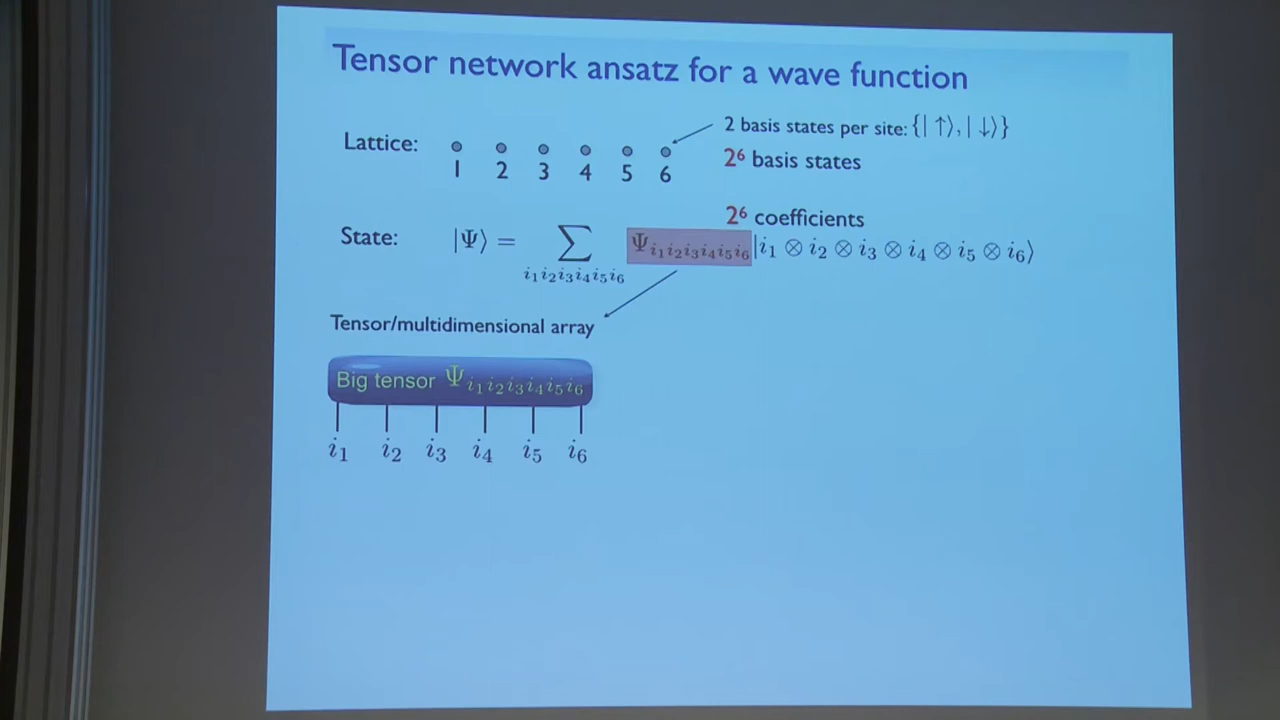 Tensor network ansatz for a wave function
Lattice:
1 2 3 4 5 6
2 basis states per site: {| ↑⟩, | ↓⟩}
2⁶ basis states
2⁶ coefficients
State: |Ψ⟩ = ∑ Ψ_{i₁i₂i₃i₄i₅i₆} |i₁ ⊗ i₂ ⊗ i₃ ⊗ i₄ ⊗ i₅ ⊗ i₆⟩
i₁i₂i₃i₄i₅i₆
Tensor/multidimensional array
Big tensor Ψ_{i₁i₂i₃i₄i₅i₆}
i₁ i₂ i₃ i₄ i₅ i₆